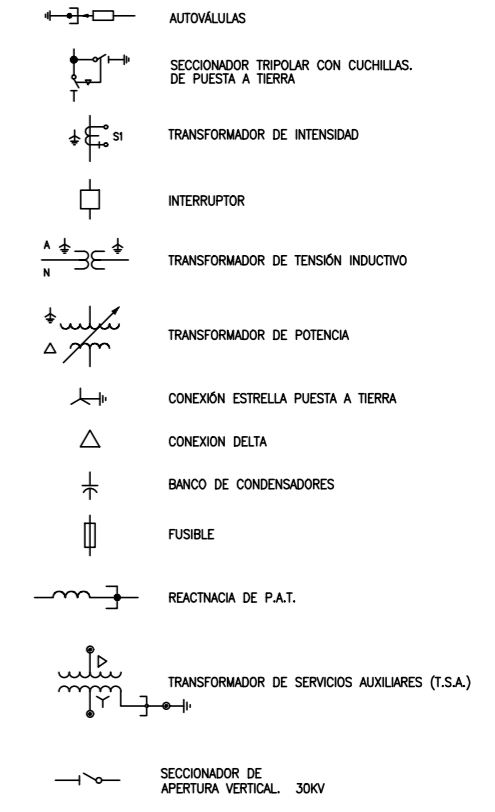 AUTOVÁLULAS
SECCIONADOR TRIPOLAR CON CUCHILLAS.
DE PUESTA A TIERRA
S1
TRANSFORMADOR DE INTENSIDAD
INTERRUPTOR
A
N
TRANSFORMADOR DE TENSIÓN INDUCTIVO
TRANSFORMADOR DE POTENCIA
CONEXIÓN ESTRELLA PUESTA A TIERRA
CONEXION DELTA
BANCO DE CONDENSADORES
FUSIBLE
REACTNACIA DE P.A.T.
TRANSFORMADOR DE SERVICIOS AUXILIARES (T.S.A.)
SECCIONADOR DE
APERTURA VERTICAL. 30KV